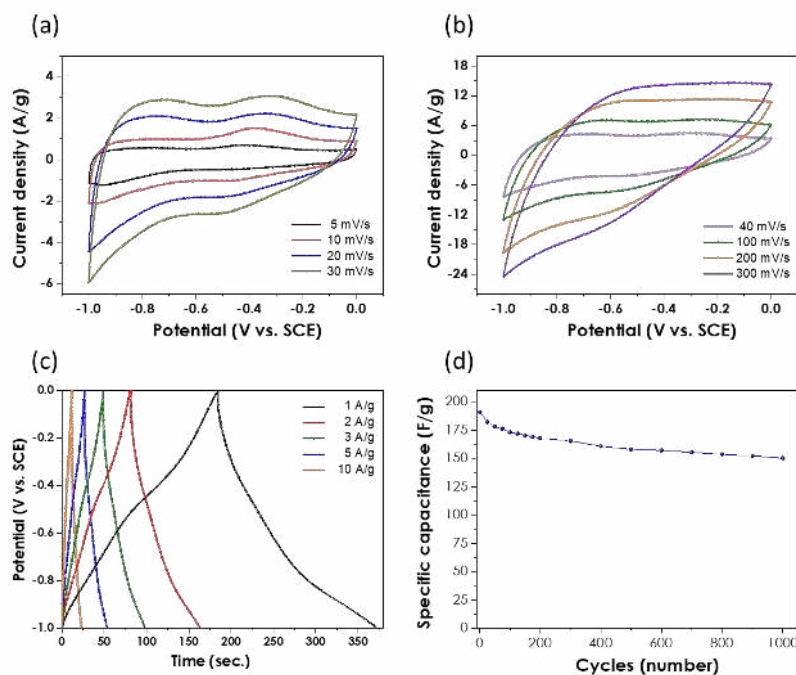 (a)
Current density (A/g)
4
2
0
-2
-4
-6
5 mV/s
10 mV/s
20 mV/s
30 mV/s
-1.0 -0.8 -0.6 -0.4 -0.2 0.0
Potential (V vs. SCE)
(b)
Current density (A/g)
18
12
6
0
-6
-12
-18
-24
40 mV/s
100 mV/s
200 mV/s
300 mV/s
-1.0 -0.8 -0.6 -0.4 -0.2 0.0
Potential (V vs. SCE)
(c)
Potential (V vs. SCE)
0.0
-0.2
-0.4
-0.6
-0.8
-1.0
1 A/g
2 A/g
3 A/g
5 A/g
10 A/g
0 50 100 150 200 250 300 350
Time (sec.)
(d)
Specific capacitance (F/g)
200
175
150
125
100
75
50
25
0
0 200 400 600 800 1000
Cycles (number)